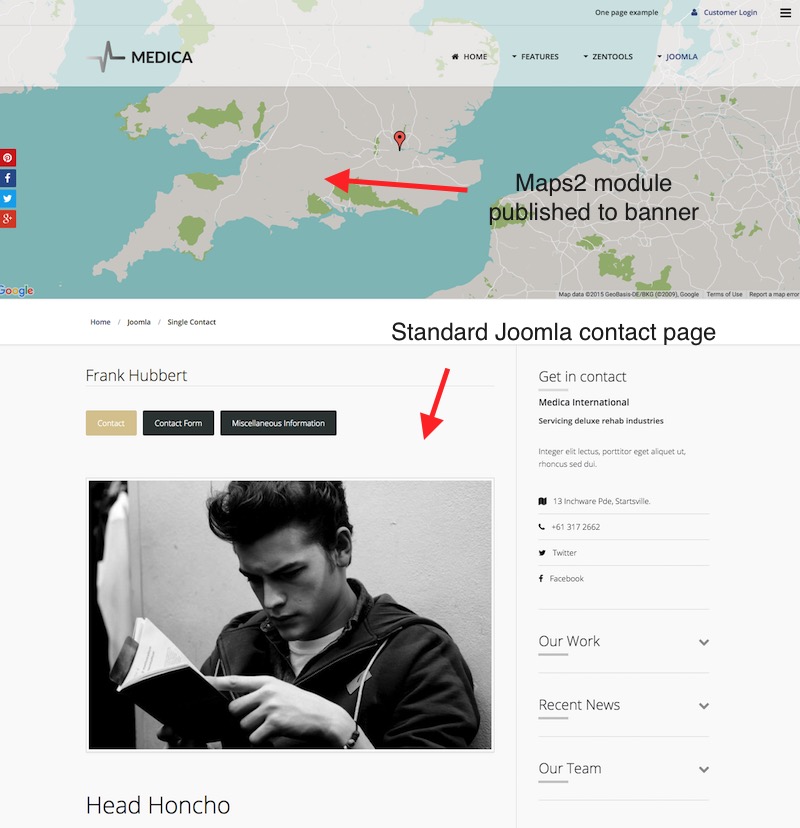 One page example
Customer Login
MEDICA
HOME
FEATURES
ZENTOOLS
JOOMLA
Maps2 module
published to banner
Google
Map data ©2015 GeoBasis-DE/BKG (©2009), Google
Terms of Use
Report a map error
Home / Joomla / Single Contact
Standard Joomla contact page
Frank Hubbert
Contact
Contact Form
Miscellaneous Information
Head Honcho
Get in contact
Medica International
Servicing deluxe rehab industries
Integer elit lectus, porttitor eget aliquet ut,
rhoncus sed dui.
13 Inchware Pde, Startsville.
+61 317 2662
Twitter
Facebook
Our Work
Recent News
Our Team